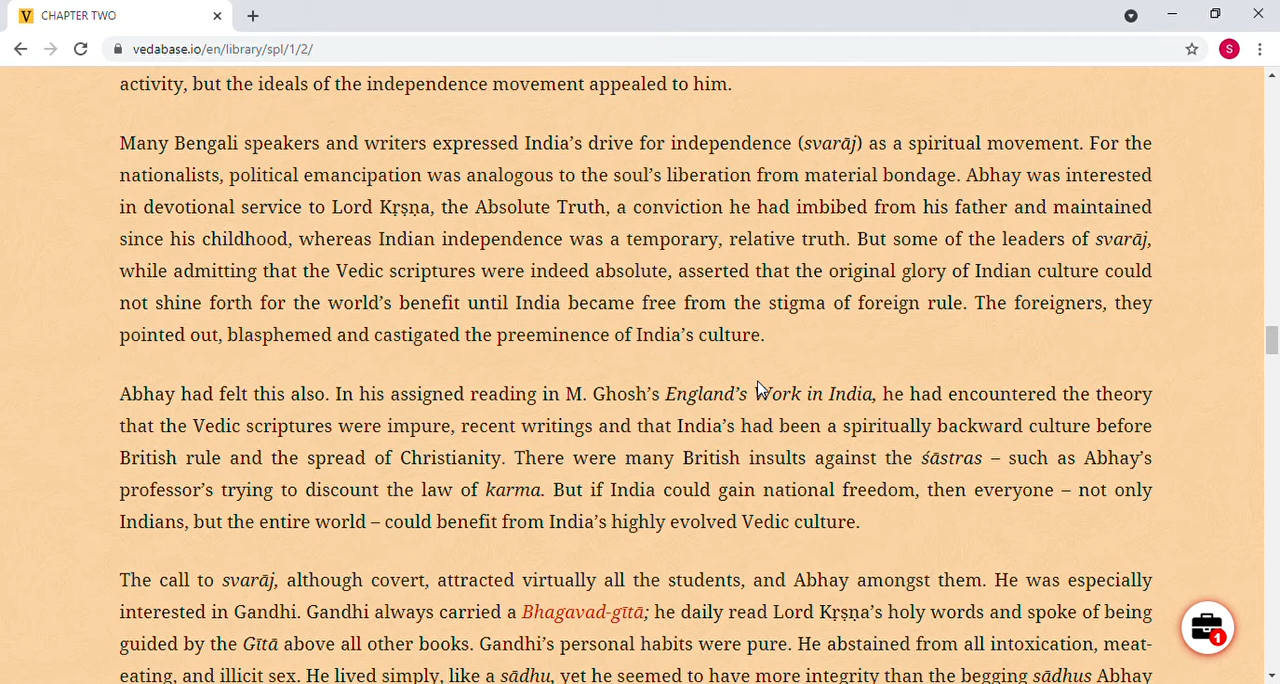 CHAPTER TWO
vedabase.io/en/library/spl/1/2/
S
activity, but the ideals of the independence movement appealed to him.
Many Bengali speakers and writers expressed India’s drive for independence (svarāj) as a spiritual movement. For the
nationalists, political emancipation was analogous to the soul’s liberation from material bondage. Abhay was interested
in devotional service to Lord Kṛṣṇa, the Absolute Truth, a conviction he had imbibed from his father and maintained
since his childhood, whereas Indian independence was a temporary, relative truth. But some of the leaders of svarāj,
while admitting that the Vedic scriptures were indeed absolute, asserted that the original glory of Indian culture could
not shine forth for the world’s benefit until India became free from the stigma of foreign rule. The foreigners, they
pointed out, blasphemed and castigated the preeminence of India’s culture.
Abhay had felt this also. In his assigned reading in M. Ghosh’s England’s Work in India, he had encountered the theory
that the Vedic scriptures were impure, recent writings and that India’s had been a spiritually backward culture before
British rule and the spread of Christianity. There were many British insults against the śāstras – such as Abhay’s
professor’s trying to discount the law of karma. But if India could gain national freedom, then everyone – not only
Indians, but the entire world – could benefit from India’s highly evolved Vedic culture.
The call to svarāj, although covert, attracted virtually all the students, and Abhay amongst them. He was especially
interested in Gandhi. Gandhi always carried a Bhagavad-gītā; he daily read Lord Kṛṣṇa’s holy words and spoke of being
guided by the Gītā above all other books. Gandhi’s personal habits were pure. He abstained from all intoxication, meat-
eating, and illicit sex. He lived simply, like a sādhu, yet he seemed to have more integrity than the begging sādhus Abhay
1